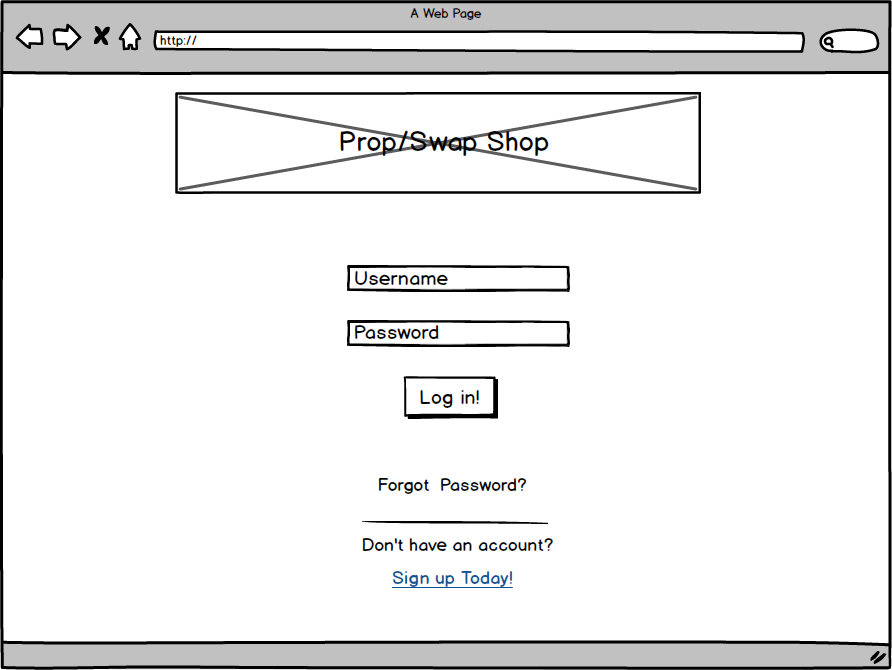 A Web Page
http://
Prop/Swap Shop
Username
Password
Log in!
Forgot Password?
Don't have an account?
Sign up Today!